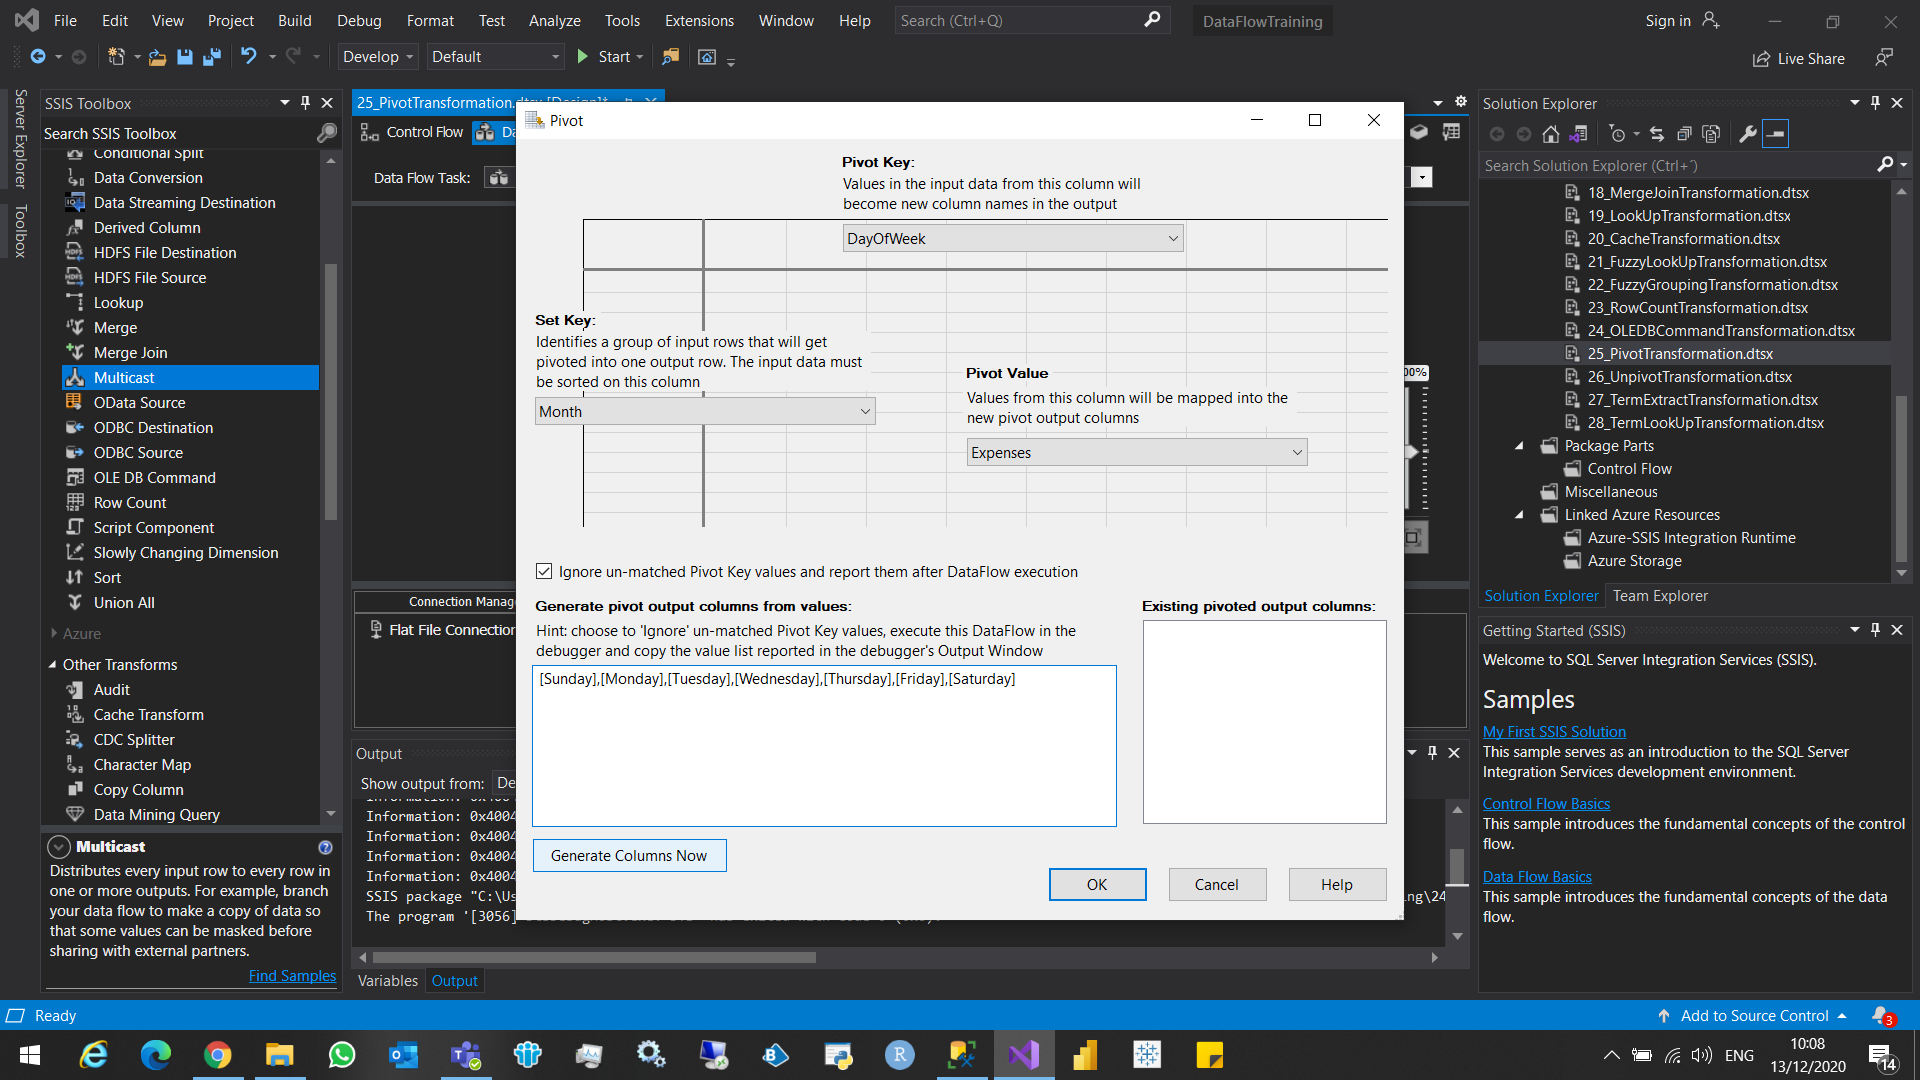 File Edit View Project Build Debug Format Test Analyze Tools Extensions Window Help Search (Ctrl+Q) DataFlowTraining Sign in
Develop Default Start Live Share
Server Explorer
Toolbox
SSIS Toolbox
Search SSIS Toolbox
Conditional Split
Data Conversion
Data Streaming Destination
Derived Column
HDFS File Destination
HDFS File Source
Lookup
Merge
Merge Join
Multicast
OData Source
ODBC Destination
ODBC Source
OLE DB Command
Row Count
Script Component
Slowly Changing Dimension
Sort
Union All
Azure
Other Transforms
Audit
Cache Transform
CDC Splitter
Character Map
Copy Column
Data Mining Query
Multicast
Distributes every input row to every row in
one or more outputs. For example, branch
your data flow to make a copy of data so
that some values can be masked before
sharing with external partners.
Find Samples
25_PivotTransformation.dtsx [Design]*
Control Flow
Da
Data Flow Task:
Pivot
Pivot Key:
Values in the input data from this column will
become new column names in the output
DayOfWeek
Set Key:
Identifies a group of input rows that will get
pivoted into one output row. The input data must
be sorted on this column
Month
Pivot Value
Values from this column will be mapped into the
new pivot output columns
Expenses
Ignore un-matched Pivot Key values and report them after DataFlow execution
Generate pivot output columns from values:
Hint: choose to 'Ignore' un-matched Pivot Key values, execute this DataFlow in the
debugger and copy the value list reported in the debugger's Output Window
[Sunday],[Monday],[Tuesday],[Wednesday],[Thursday],[Friday],[Saturday]
Existing pivoted output columns:
Generate Columns Now
OK Cancel Help
00%
Connection Manag
Flat File Connection
Output
Show output from: De
Information: 0x4004
Information: 0x4004
Information: 0x4004
Information: 0x4004
SSIS package "C:\Us
ng\24
The program '[3056]
Variables Output
Solution Explorer
Search Solution Explorer (Ctrl+¨)
18_MergeJoinTransformation.dtsx
19_LookUpTransformation.dtsx
20_CacheTransformation.dtsx
21_FuzzyLookUpTransformation.dtsx
22_FuzzyGroupingTransformation.dtsx
23_RowCountTransformation.dtsx
24_OLEDBCommandTransformation.dtsx
25_PivotTransformation.dtsx
26_UnpivotTransformation.dtsx
27_TermExtractTransformation.dtsx
28_TermLookUpTransformation.dtsx
Package Parts
Control Flow
Miscellaneous
Linked Azure Resources
Azure-SSIS Integration Runtime
Azure Storage
Solution Explorer Team Explorer
Getting Started (SSIS)
Welcome to SQL Server Integration Services (SSIS).
Samples
My First SSIS Solution
This sample serves as an introduction to the SQL Server
Integration Services development environment.
Control Flow Basics
This sample introduces the fundamental concepts of the control
flow.
Data Flow Basics
This sample introduces the fundamental concepts of the data
flow.
Ready
Add to Source Control
3
ENG
10:08
13/12/2020
14